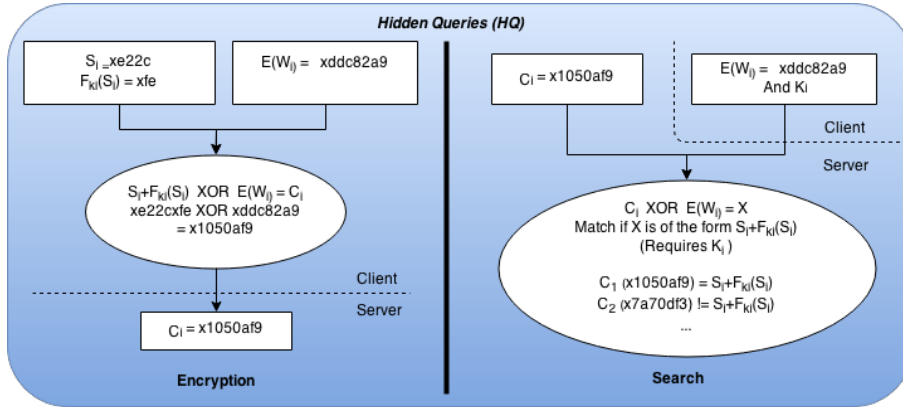 Hidden Queries (HQ)
Sᵢ =xe22c
Fₖᵢ(Sᵢ) = xfe
E(Wᵢ) = xddc82a9
Sᵢ+Fₖᵢ(Sᵢ) XOR E(Wᵢ) = Cᵢ
xe22cxfe XOR xddc82a9
= x1050af9
Client
Server
Cᵢ = x1050af9
Encryption
Cᵢ = x1050af9
E(Wᵢ) = xddc82a9
And Kᵢ
Client
Server
Cᵢ XOR E(Wᵢ) = X
Match if X is of the form Sᵢ+Fₖᵢ(Sᵢ)
(Requires Kᵢ )
C₁ (x1050af9) = Sᵢ+Fₖᵢ(Sᵢ)
C₂ (x7a70df3) != Sᵢ+Fₖᵢ(Sᵢ)
...
Search